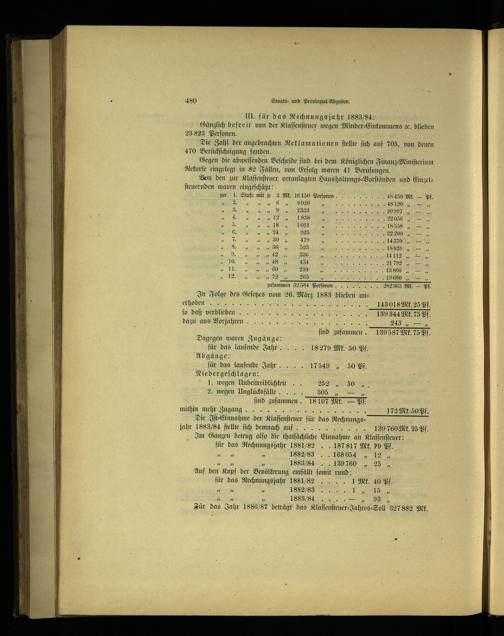 480 Staats- und Provinzial-Abgaben.
III. für das Rechnungsjahr 1883/84:
Gänzlich befreit von der Klassensteuer wegen Minder-Einkommens ꝛc. blieben
23 823 Personen.
Die Zahl der angebrachten Reklamationen stellte sich auf 705, von denen
470 Berücksichtigung fanden.
Gegen die abweisenden Bescheide sind bei dem Königlichen Finanz-Ministerium
Rekurse eingelegt in 82 Fällen, von Erfolg waren 41 Berufungen.
Von den zur Klassensteuer veranlagten Haushaltungs-Vorständen und Einzel-
steuernden waren eingeschätzt:
zur 1. Stufe mit je 3 Mk. 16 150 Personen . . . . . . . . 48 450 Mk. — Pf.
„ 2. „ „ „ 6 „ 8 020 „ . . . . . . . . 48 120 „ — „
„ 3. „ „ „ 9 „ 2 333 „ . . . . . . . . 20 997 „ — „
„ 4. „ „ „ 12 „ 1 838 „ . . . . . . . . 22 056 „ — „
„ 5. „ „ „ 18 „ 1 031 „ . . . . . . . . 18 558 „ — „
„ 6. „ „ „ 24 „ 925 „ . . . . . . . . 22 200 „ — „
„ 7. „ „ „ 30 „ 479 „ . . . . . . . . 14 370 „ — „
„ 8. „ „ „ 36 „ 523 „ . . . . . . . . 18 828 „ — „
„ 9. „ „ „ 42 „ 336 „ . . . . . . . . 14 112 „ — „
„ 10. „ „ „ 48 „ 454 „ . . . . . . . . 21 792 „ — „
„ 11. „ „ „ 60 „ 230 „ . . . . . . . . 13 800 „ — „
„ 12. „ „ „ 72 „ 265 „ . . . . . . . . 19 080 „ — „
zusammen 32 584 Personen . . . . . . . . 282 363 Mk. — Pf.
In Folge des Gesetzes vom 26. März 1883 blieben un-
erhoben . . . . . . . . 143 018 Mk. 25 Pf.
so daß verblieben . . . . . . . . 139 344 Mk. 75 Pf.
dazu aus Vorjahren . . . . . . . . 243 „ — „
sind zusammen . 139 587 Mk. 75 Pf.
Dagegen waren Zugänge:
für das laufende Jahr . . . . 18 279 Mk. 50 Pf.
Abgänge:
für das laufende Jahr . . . . 17 549 „ 50 „
Niedergeschlagen:
1. wegen Unbeitreiblichkeit . . 252 „ 50 „
2. wegen Unglücksfälle . . . . 305 „ — „
sind zusammen . 18 107 Mk. — Pf.
mithin mehr Zugang . . . . . . . . 172 Mk. 50 Pf.
Die Ist-Einnahme der Klassensteuer für das Rechnungs-
jahr 1883/84 stellte sich demnach auf . . . . . . . . 139 760 Mk. 25 Pf.
Im Ganzen betrug also die thatsächliche Einnahme an Klassensteuer:
für das Rechnungsjahr 1881/82 . . 187 817 Mk. 79 Pf.
„ „ „ 1882/83 . . 168 054 „ 12 „
„ „ „ 1883/84 . . 139 760 „ 25 „
Auf den Kopf der Bevölkerung entfällt somit rund:
für das Rechnungsjahr 1881/82 . . . . 1 Mk. 40 Pf.
„ „ „ 1882/83 . . . . 1 „ 15 „
„ „ „ 1883/84 . . . . — „ 93 „
Für das Jahr 1886/87 beträgt das Klassensteuer-Jahres-Soll 327 882 Mk.